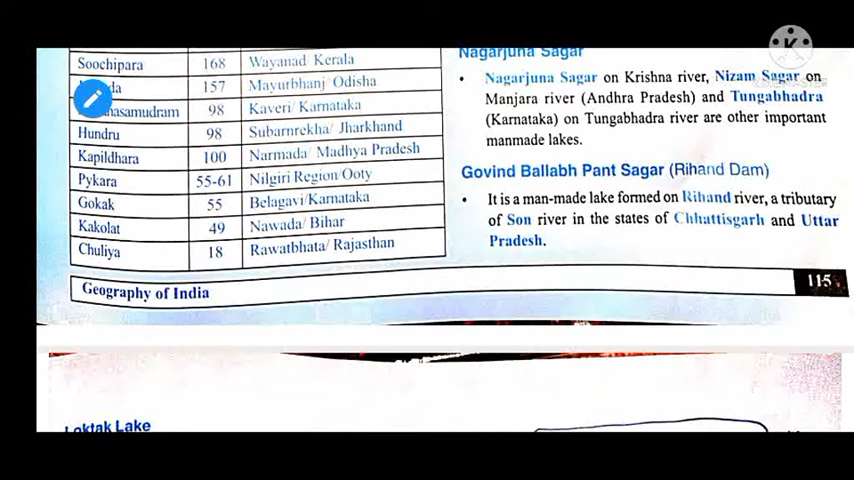 Soochipara 168 Wayanad Kerala
157 Mayurbhanj/ Odisha
98 Kaveri/ Karnataka
Hundru 98 Subarnrekha/ Jharkhand
Kapildhara 100 Narmada/ Madhya Pradesh
Pykara 55-61 Nilgiri Region/Ooty
Gokak 55 Belagavi/Karnataka
Kakolat 49 Nawada/ Bihar
Chuliya 18 Rawatbhata/ Rajasthan
Geography of India
Nagarjuna Sagar
• Nagarjuna Sagar on Krishna river, Nizam Sagar on
Manjara river (Andhra Pradesh) and Tungabhadra
(Karnataka) on Tungabhadra river are other important
manmade lakes.
Govind Ballabh Pant Sagar (Rihand Dam)
• It is a man-made lake formed on Rihand river, a tributary
of Son river in the states of Chhattisgarh and Uttar
Pradesh.
115
Loktak Lake
KINEMASTER